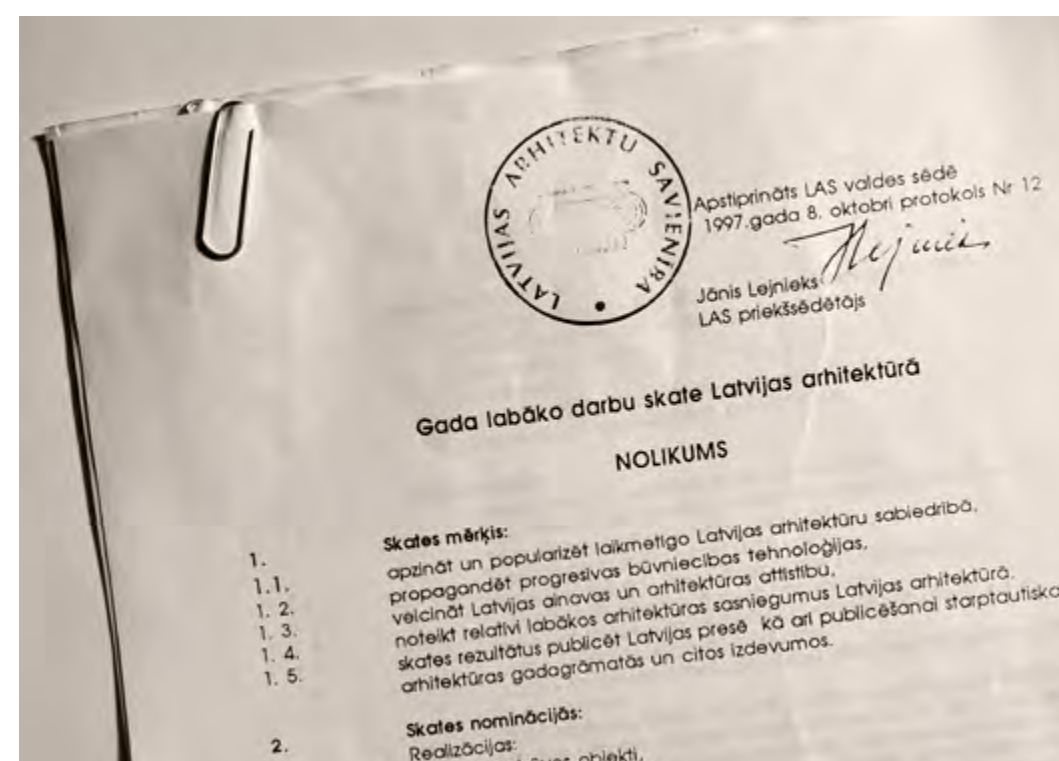 LATVIJAS ARHITEKTU SAVIENĪBA
Apstiprināts LAS valdes sēdē
1997.gada 8. oktobri protokols Nr 12
Jānis Lejnieks
LAS priekšsēdētājs
Gada labāko darbu skate Latvijas arhitektūrā
NOLIKUMS
1. Skates mērķis:
1.1. apzināt un popularizēt laikmetīgo Latvijas arhitektūru sabiedrībā,
1. 2. propagandēt progresīvas būvniecības tehnoloģijas,
1. 3. veicināt Latvijas ainavas un arhitektūras attīstību,
1. 4. noteikt relatīvi labākos arhitektūras sasniegumus Latvijas arhitektūrā.
1. 5. skates rezultātus publicēt Latvijas presē kā arī publicēšanai starptautiska
arhitektūras gadagrāmatās un citos izdevumos.
2. Skates nominācijas:
Realizācijas:
objekti,